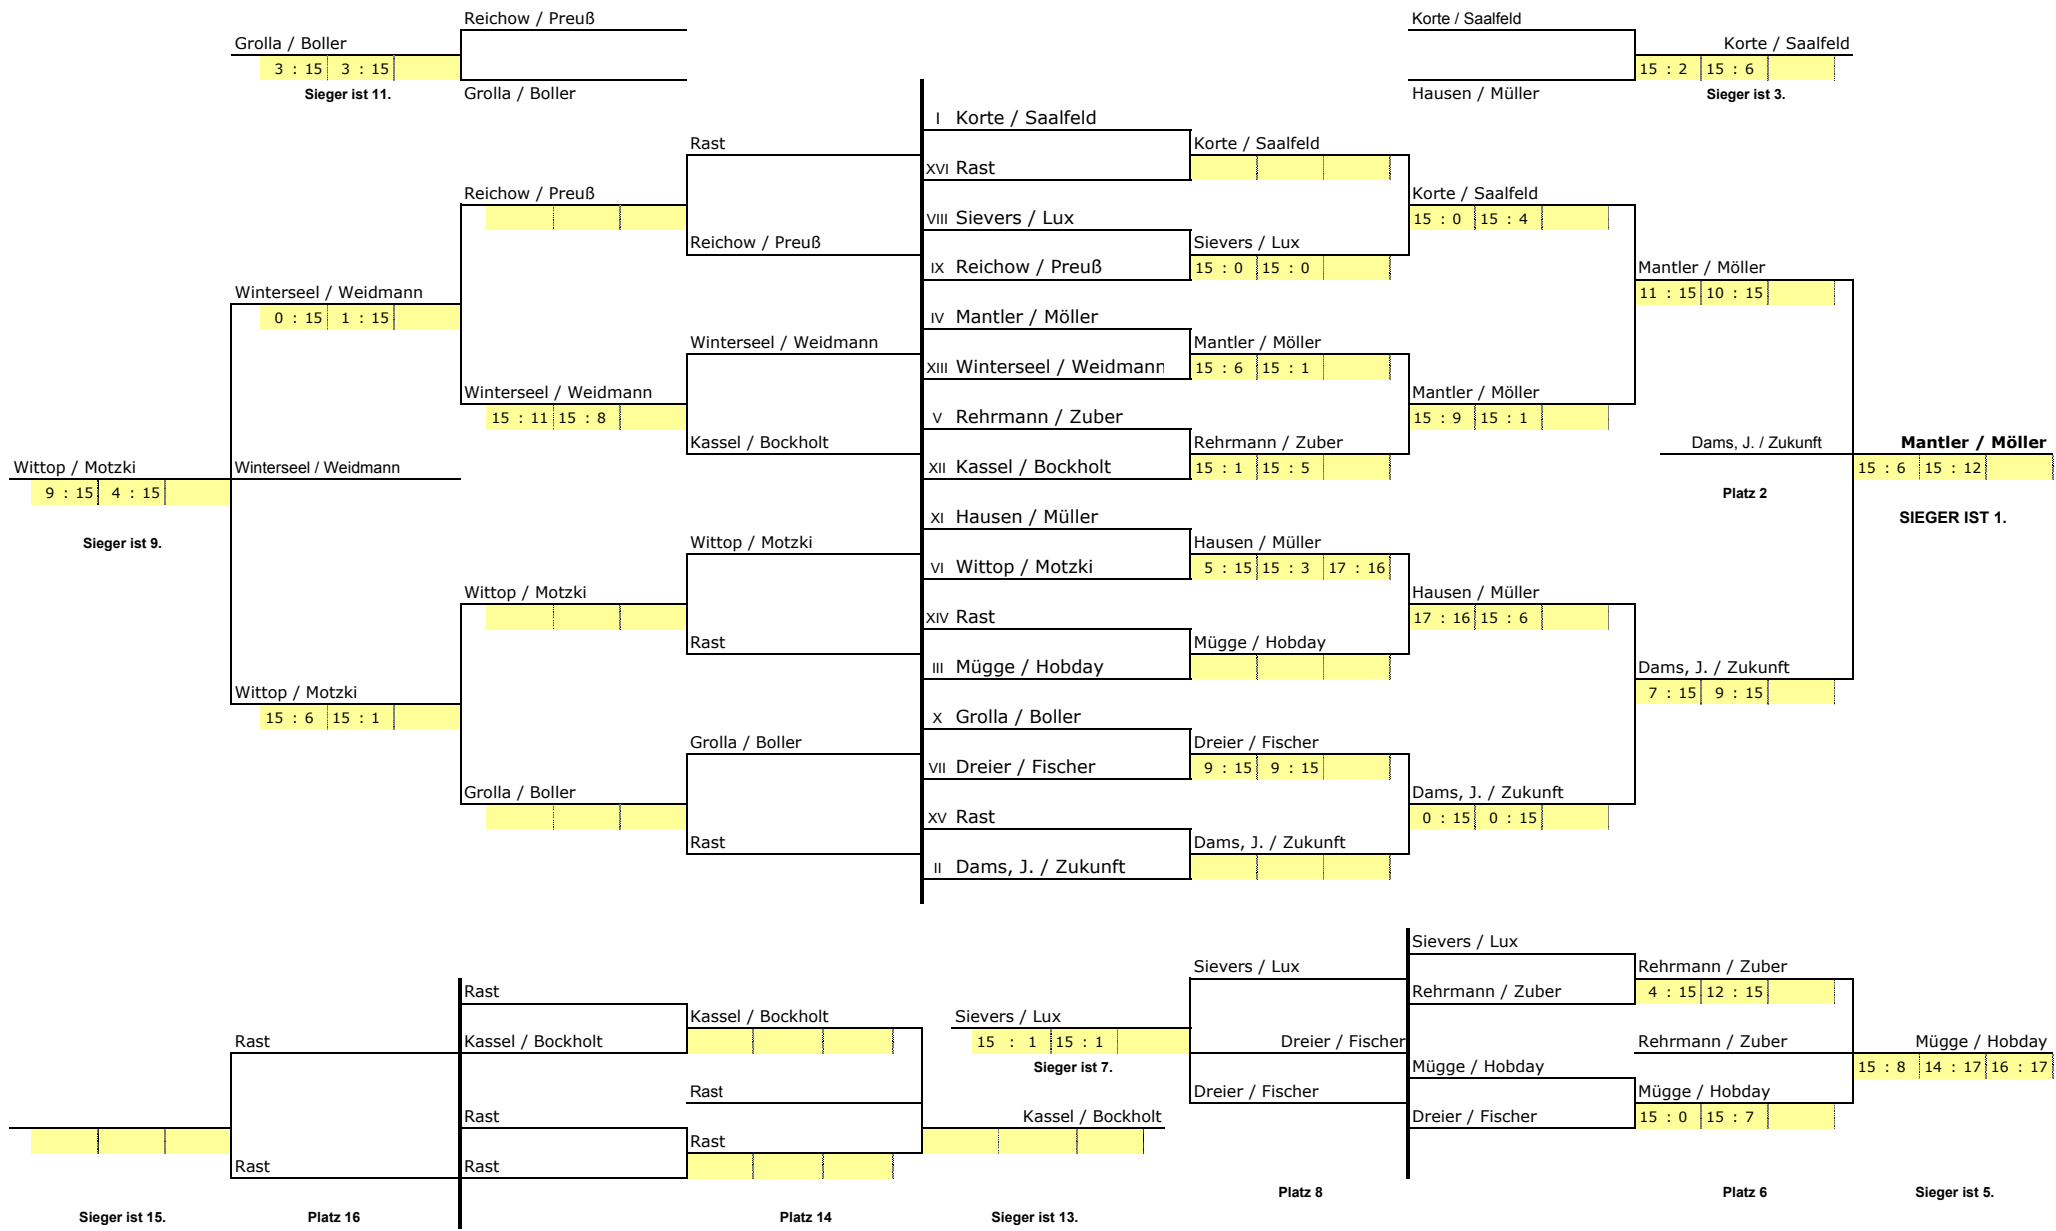 Reichow / Preuß
Korte / Saalfeld
Grolla / Boller
Korte / Saalfeld
3 : 15 3 : 15
15 : 2 15 : 6
Sieger ist 11.
Grolla / Boller
Hausen / Müller
Sieger ist 3.
I Korte / Saalfeld
Rast
Korte / Saalfeld
XVI Rast
Reichow / Preuß
Korte / Saalfeld
VIII Sievers / Lux
15 : 0 15 : 4
Reichow / Preuß
Sievers / Lux
IX Reichow / Preuß
15 : 0 15 : 0
Mantler / Möller
Winterseel / Weidmann
11 : 15 10 : 15
0 : 15 1 : 15
IV Mantler / Möller
Winterseel / Weidmann
Mantler / Möller
XIII Winterseel / Weidmann
15 : 6 15 : 1
Winterseel / Weidmann
Mantler / Möller
15 : 11 15 : 8
V Rehrmann / Zuber
15 : 9 15 : 1
Kassel / Bockholt
Rehrmann / Zuber
Dams, J. / Zukunft
Mantler / Möller
Wittop / Motzki
Winterseel / Weidmann
XII Kassel / Bockholt
15 : 1 15 : 5
15 : 6 15 : 12
9 : 15 4 : 15
Platz 2
XI Hausen / Müller
SIEGER IST 1.
Sieger ist 9.
Wittop / Motzki
Hausen / Müller
VI Wittop / Motzki
5 : 15 15 : 3 17 : 16
Wittop / Motzki
Hausen / Müller
XIV Rast
17 : 16 15 : 6
Rast
Mügge / Hobday
III Mügge / Hobday
Dams, J. / Zukunft
Wittop / Motzki
7 : 15 9 : 15
15 : 6 15 : 1
X Grolla / Boller
Grolla / Boller
Dreier / Fischer
VII Dreier / Fischer
9 : 15 9 : 15
Grolla / Boller
Dams, J. / Zukunft
XV Rast
0 : 15 0 : 15
Rast
Dams, J. / Zukunft
II Dams, J. / Zukunft
Sievers / Lux
Sievers / Lux
Rehrmann / Zuber
Rast
Rehrmann / Zuber
4 : 15 12 : 15
Kassel / Bockholt
Sievers / Lux
Rast
Kassel / Bockholt
15 : 1 15 : 1
Dreier / Fischer
Rehrmann / Zuber
Mügge / Hobday
Sieger ist 7.
Mügge / Hobday
15 : 8 14 : 17 16 : 17
Rast
Dreier / Fischer
Mügge / Hobday
Rast
Kassel / Bockholt
Dreier / Fischer
15 : 0 15 : 7
Rast
Rast
Rast
Platz 8
Platz 6
Sieger ist 5.
Sieger ist 15.
Platz 16
Platz 14
Sieger ist 13.